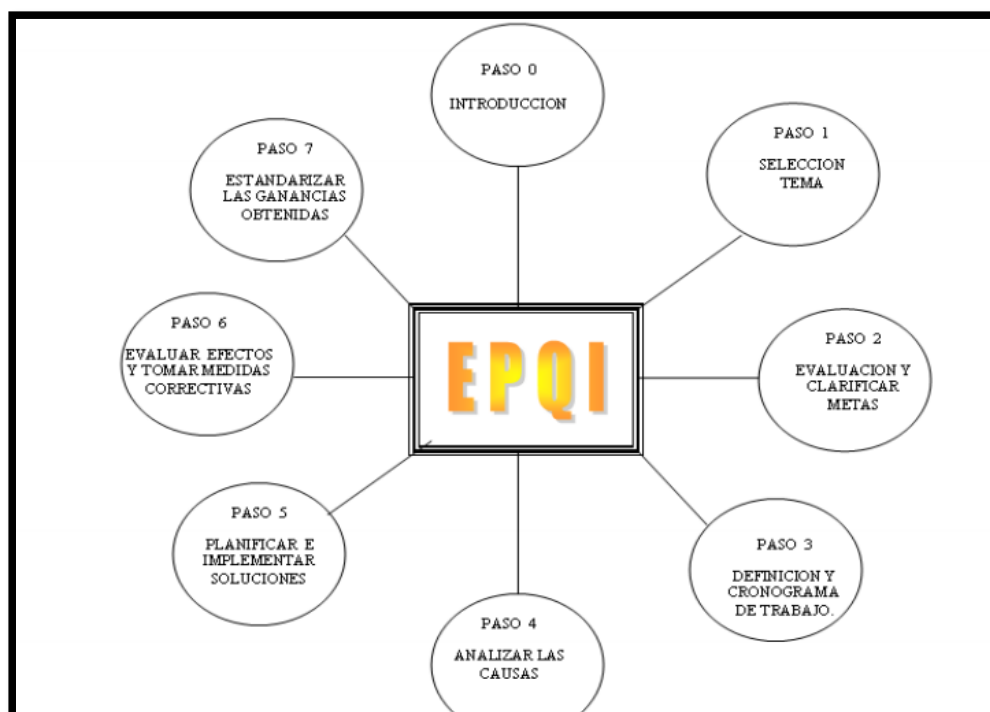 PASO 0
INTRODUCCION
PASO 1
SELECCION
TEMA
PASO 2
EVALUACION Y
CLARIFICAR
METAS
PASO 3
DEFINICION Y
CRONOGRAMA
DE TRABAJO.
PASO 4
ANALIZAR LAS
CAUSAS
PASO 5
PLANIFICAR E
IMPLEMENTAR
SOLUCIONES
PASO 6
EVALUAR EFECTOS
Y TOMAR MEDIDAS
CORRECTIVAS
PASO 7
ESTANDARIZAR
LAS GANANCIAS
OBTENIDAS
EPQI